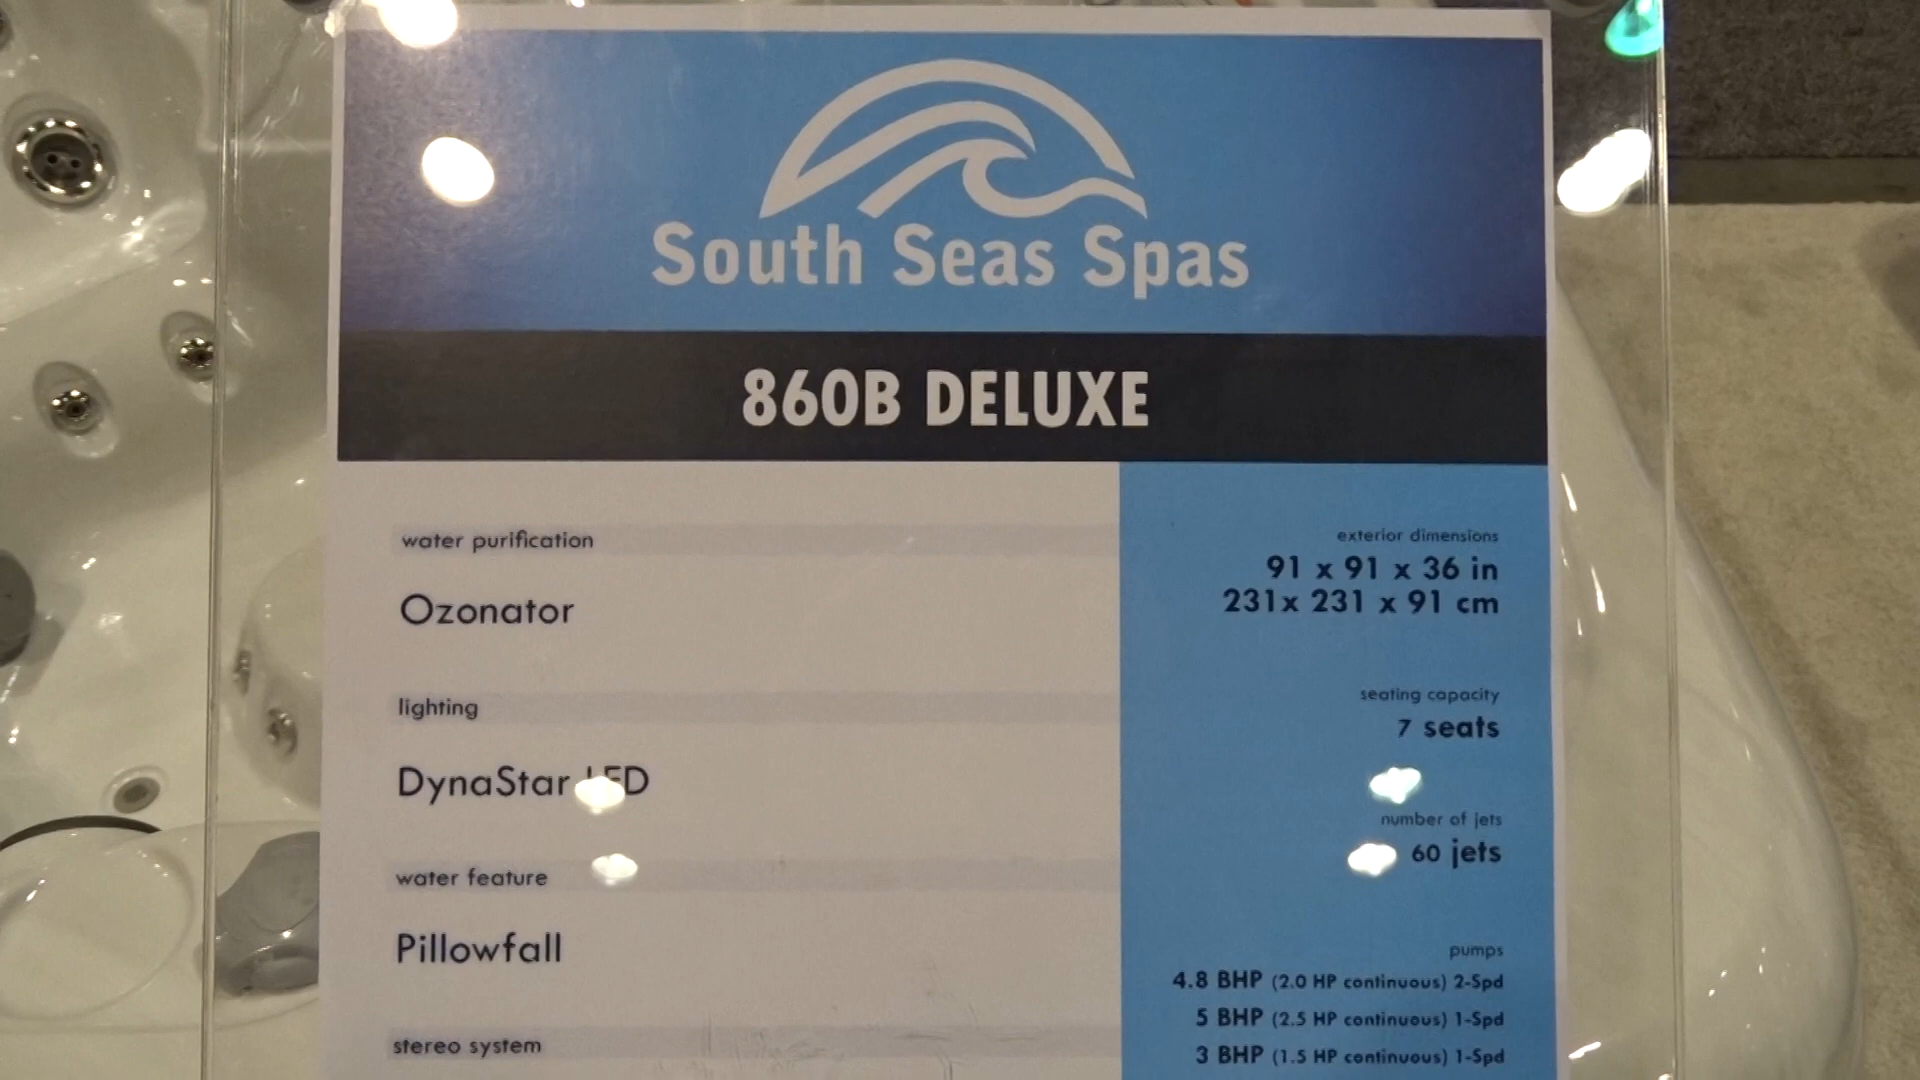 South Seas Spas
860B DELUXE
water purification
Ozonator
lighting
DynaStar LED
water feature
Pillowfall
stereo system
exterior dimensions
91 x 91 x 36 in
231x 231 x 91 cm
seating capacity
7 seats
number of jets
60 jets
pumps
4.8 BHP (2.0 HP continuous) 2-Spd
5 BHP (2.5 HP continuous) 1-Spd
3 BHP (1.5 HP continuous) 1-Spd